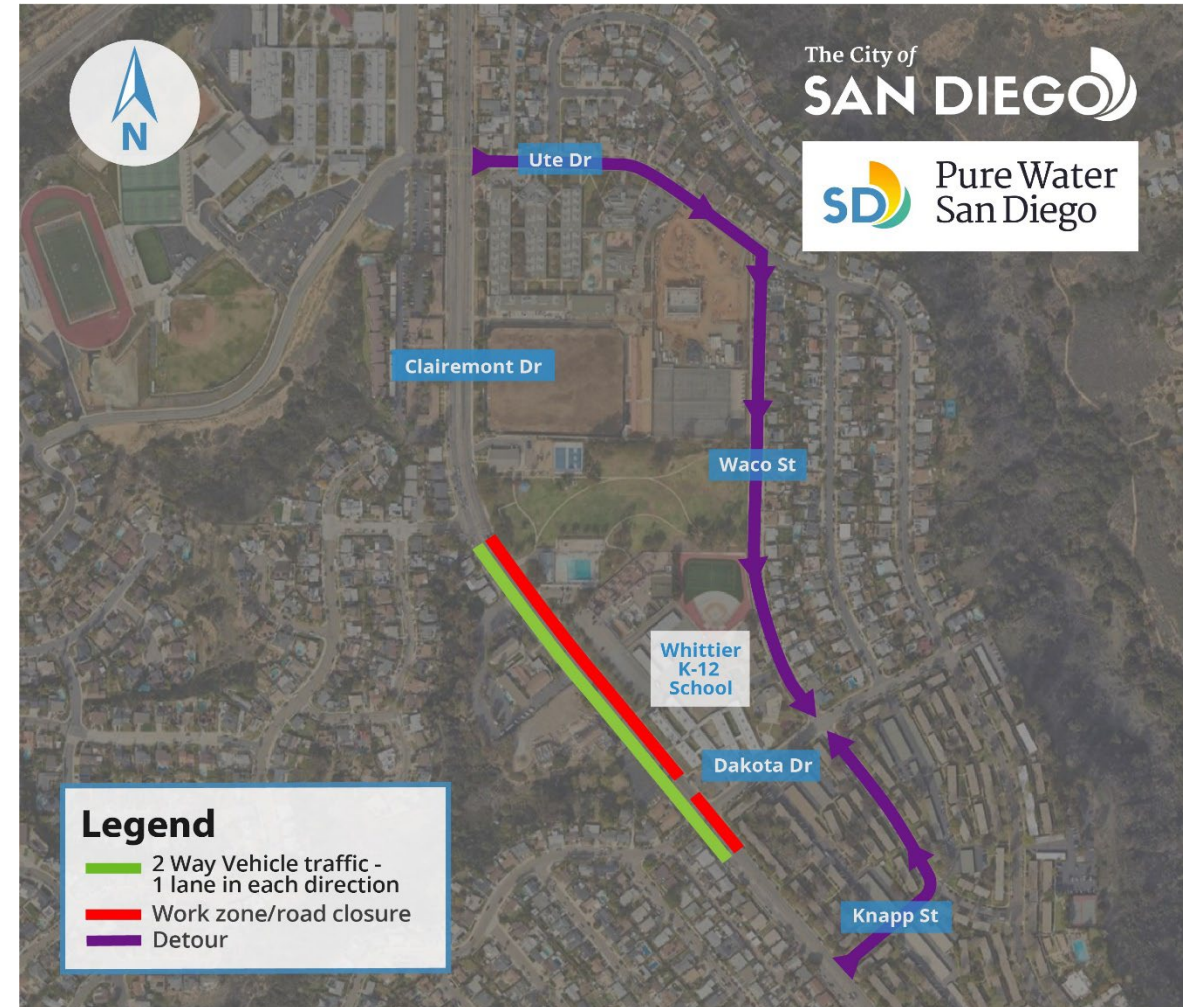 N
The City of
SAN DIEGO
SD
Pure Water
San Diego
Ute Dr
Clairemont Dr
Waco St
Whittier
K-12
School
Dakota Dr
Knapp St
Legend
2 Way Vehicle traffic -
1 lane in each direction
Work zone/road closure
Detour